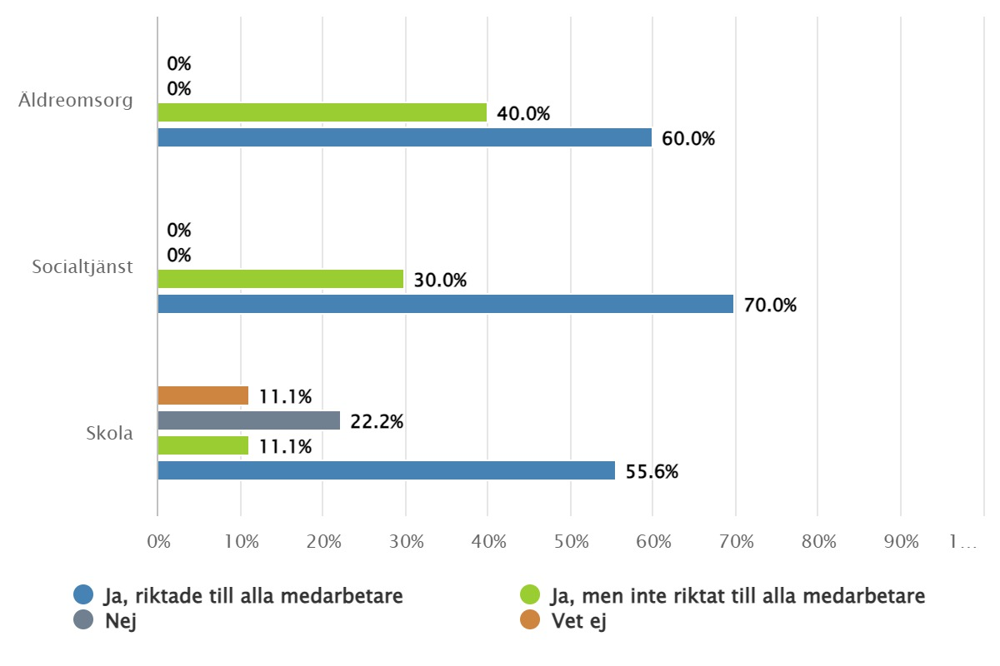 0%
0%
Äldreomsorg
40.0%
60.0%
0%
0%
Socialtjänst
30.0%
70.0%
11.1%
22.2%
Skola
11.1%
55.6%
0% 10% 20% 30% 40% 50% 60% 70% 80% 90% 1…
Ja, riktade till alla medarbetare Ja, men inte riktat till alla medarbetare
Nej Vet ej